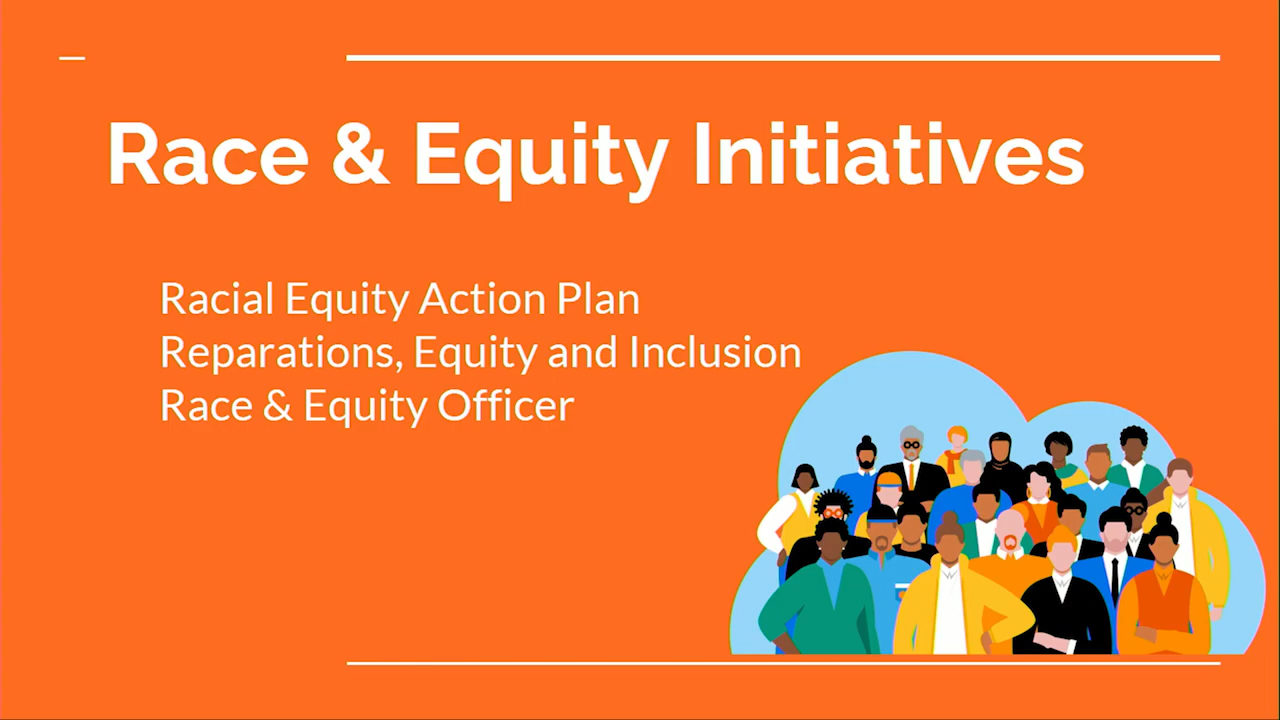 Race & Equity Initiatives
Racial Equity Action Plan
Reparations, Equity and Inclusion
Race & Equity Officer